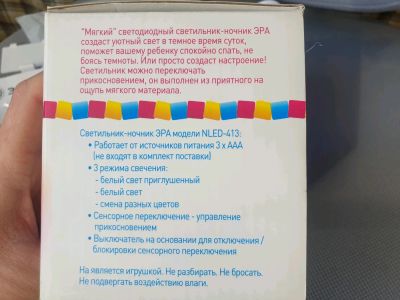 "Мягкий" светодиодный светильник-ночник ЭРА
создаст уютный свет в темное время суток,
поможет вашему ребенку спокойно спать, не
боясь темноты. Или просто создаст настроение!
Светильник можно переключать
прикосновением, он выполнен из приятного на
ощупь мягкого материала.
Светильник-ночник ЭРА модели NLED-413:
• Работает от источников питания 3 x AAA
(не входят в комплект поставки)
• 3 режима свечения:
- белый свет приглушенный
- белый свет
- смена разных цветов
• Сенсорное переключение - управление
прикосновением
• Выключатель на основании для отключения /
блокировки сенсорного переключения
На является игрушкой. Не разбирать. Не бросать.
Не подвергать воздействию влаги.